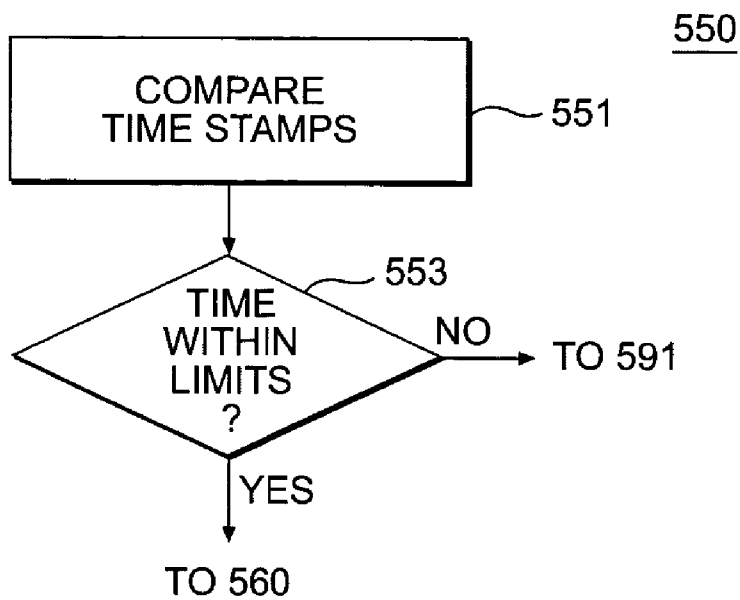 550
COMPARE
TIME STAMPS
551
553
TIME
WITHIN
LIMITS
?
NO
TO 591
YES
TO 560